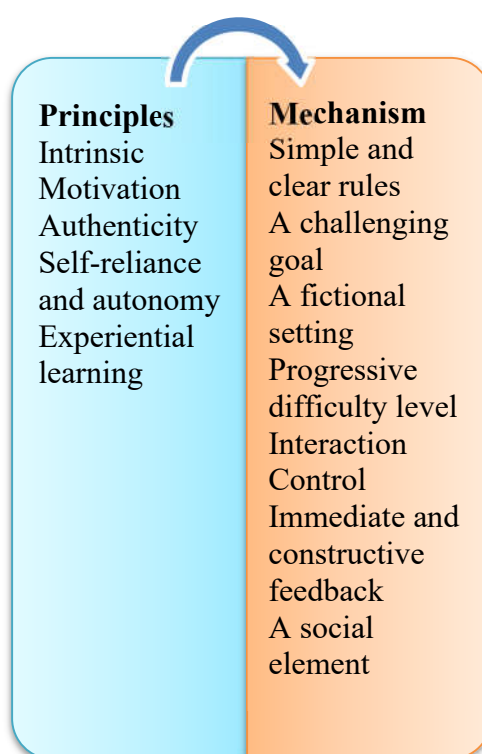 Principles
Intrinsic
Motivation
Authenticity
Self-reliance
and autonomy
Experiential
learning
Mechanism
Simple and
clear rules
A challenging
goal
A fictional
setting
Progressive
difficulty level
Interaction
Control
Immediate and
constructive
feedback
A social
element